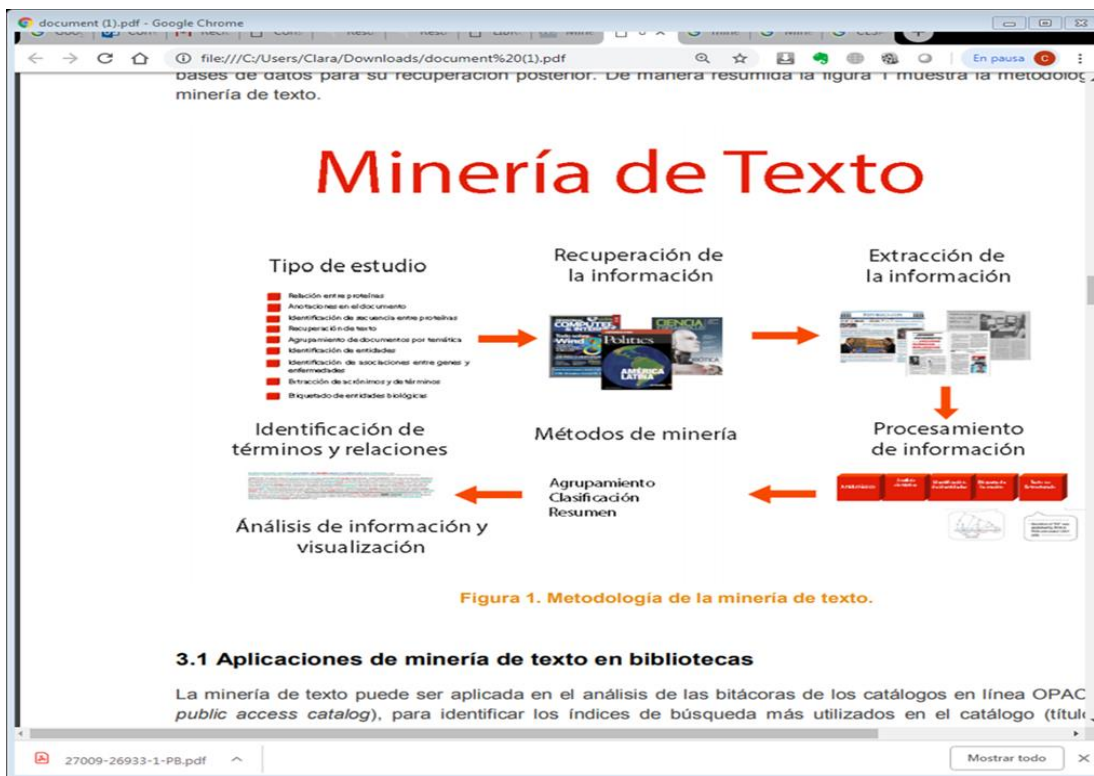 document (1).pdf - Google Chrome
file:///C:/Users/Clara/Downloads/document%20(1).pdf
En pausa
C
bases de datos para su recuperación posterior. De manera resumida la figura 1 muestra la metodolog
minería de texto.
Minería de Texto
Tipo de estudio
Relación entre proteínas
Anotaciones en el documento
Identificación de secuencia entre proteínas
Recuperación de texto
Agrupamiento de documentos por temática
Identificación de entidades
Identificación de asociaciones entre genes y
enfermedades
Extracción de acrónimos y de términos
Etiquetado de entidades biológicas
Recuperación de
la información
COMPUTER
& INTERNET
CIENCIA
Politics
AMÉRICA
LATINA
Extracción de
la información
Procesamiento
de información
Métodos de minería
Agrupamiento
Clasificación
Resumen
Identificación de
términos y relaciones
Ánálisis de información y
visualización
Figura 1. Metodología de la minería de texto.
3.1 Aplicaciones de minería de texto en bibliotecas
La minería de texto puede ser aplicada en el análisis de las bitácoras de los catálogos en línea OPAC
public access catalog), para identificar los índices de búsqueda más utilizados en el catálogo (título
27009-26933-1-PB.pdf
Mostrar todo